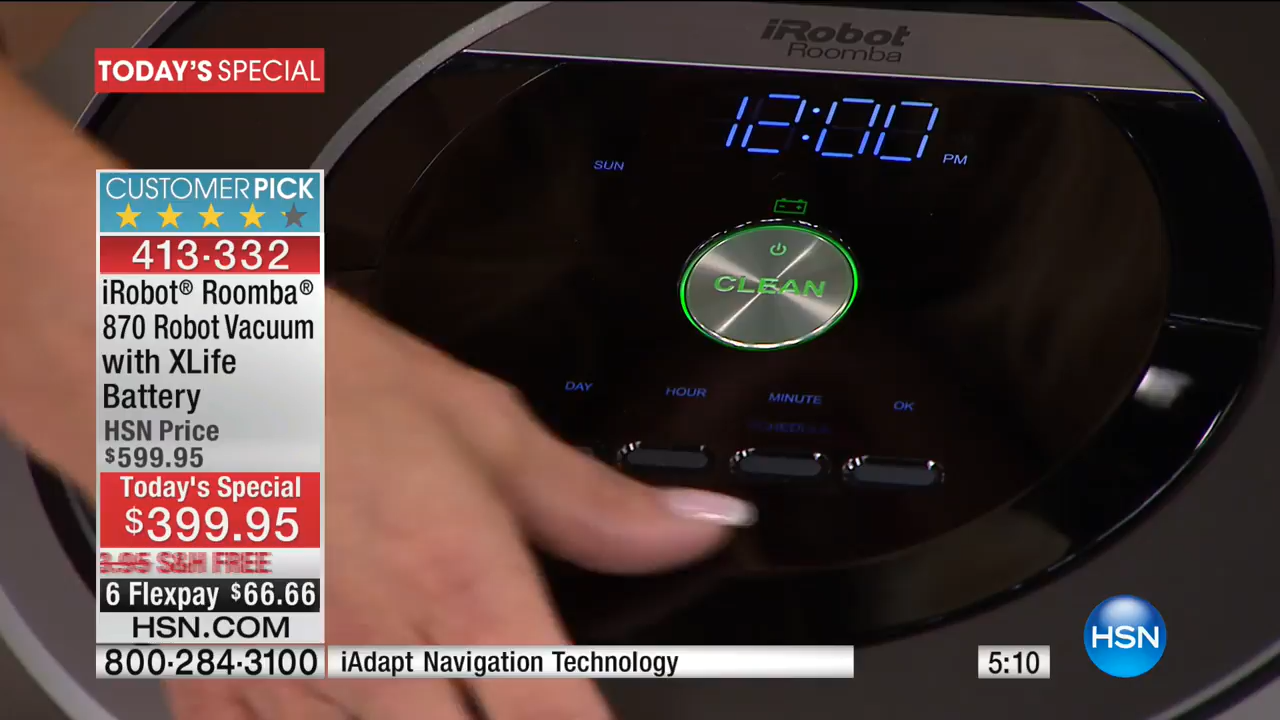 iRobot
Roomba
TODAY'S SPECIAL
12:00
SUN
PM
CUSTOMER PICK
413·332
CLEAN
iRobot® Roomba®
870 Robot Vacuum
with XLife
Battery
DAY HOUR MINUTE OK
SCHEDULE
HSN Price
$599.95
Today's Special
$399.95
S&H FREE
6 Flexpay $66.66
HSN.COM
800·284·3100
iAdapt Navigation Technology
5:10
HSN